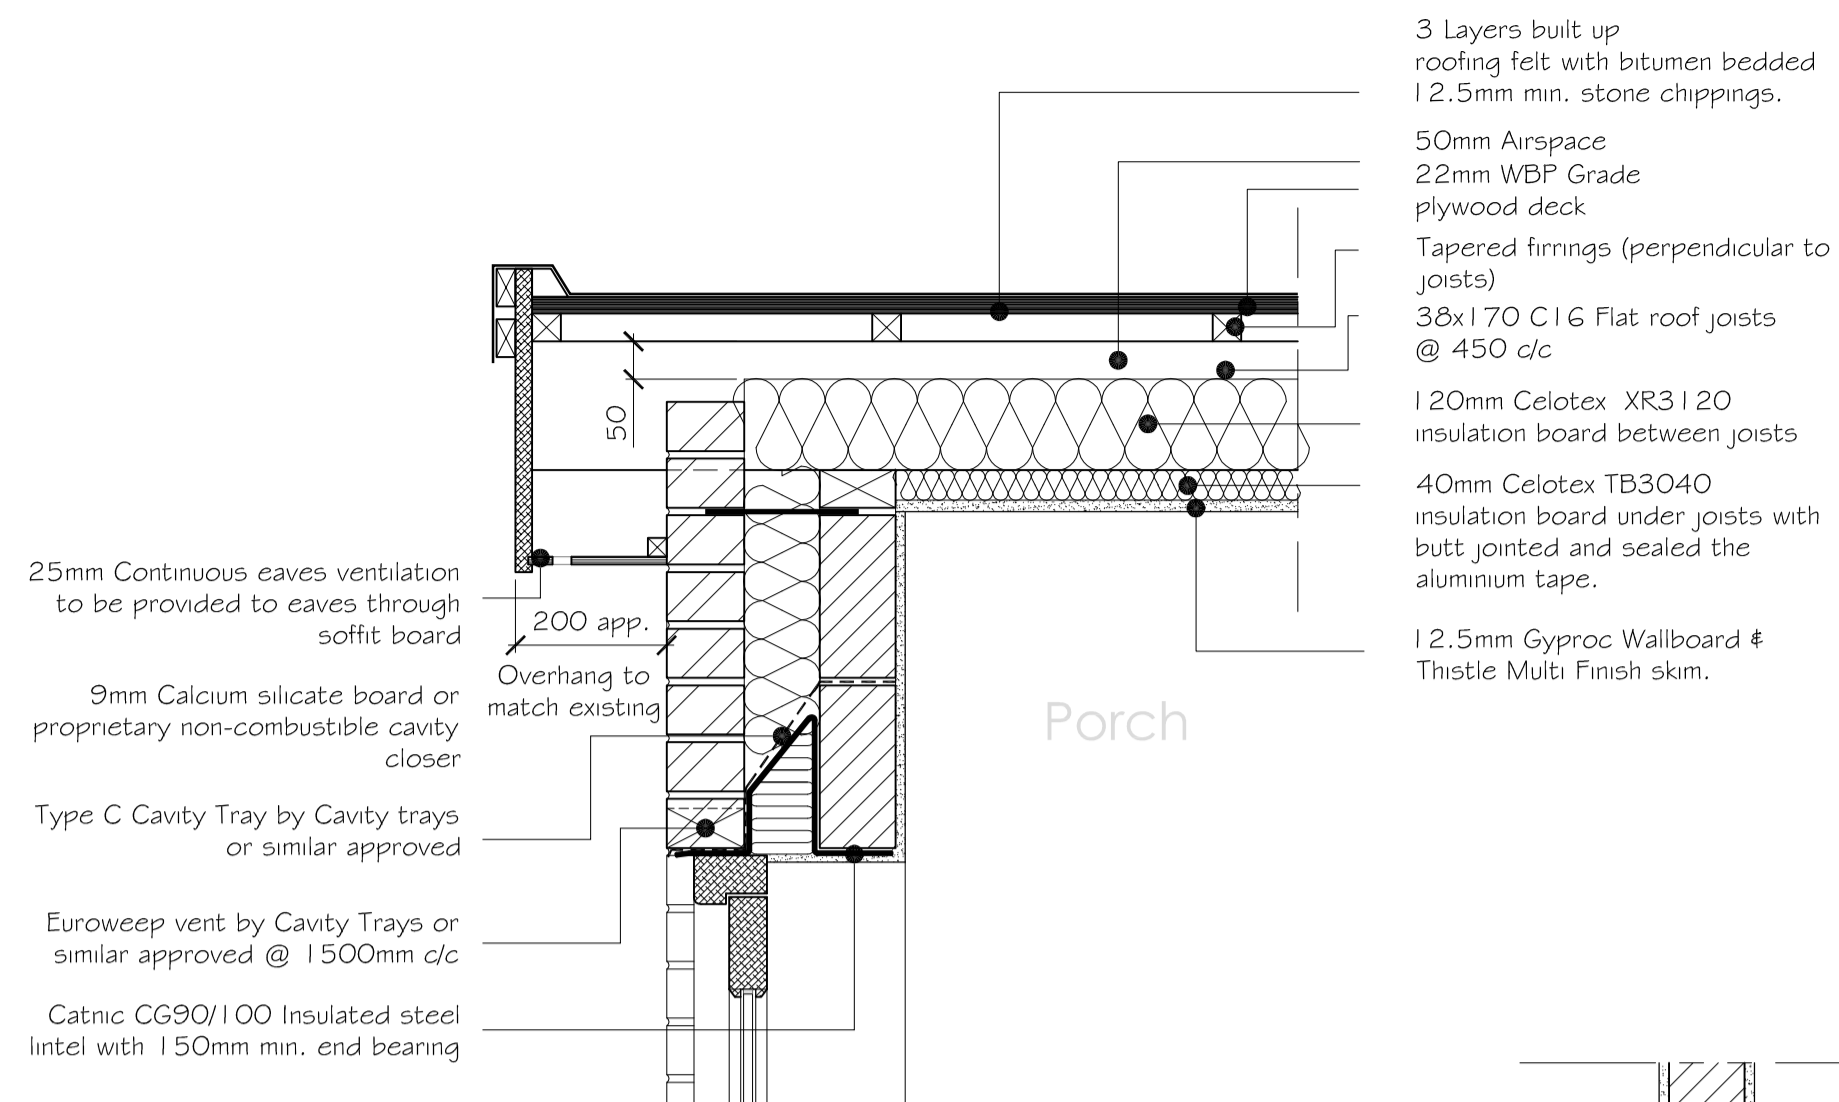 3 Layers built up
roofing felt with bitumen bedded
12.5mm min. stone chippings.
50mm Airspace
22mm WBP Grade
plywood deck
Tapered firrings (perpendicular to
joists)
38x170 C16 Flat roof joists
@ 450 c/c
120mm Celotex XR3120
insulation board between joists
40mm Celotex TB3040
insulation board under joists with
butt jointed and sealed the
aluminium tape.
12.5mm Gyproc Wallboard &
Thistle Multi Finish skim.
50
200 app.
Overhang to
match existing
Porch
25mm Continuous eaves ventilation
to be provided to eaves through
soffit board
9mm Calcium silicate board or
proprietary non-combustible cavity
closer
Type C Cavity Tray by Cavity trays
or similar approved
Euroweep vent by Cavity Trays or
similar approved @ 1500mm c/c
Catnic CG90/100 Insulated steel
lintel with 150mm min. end bearing